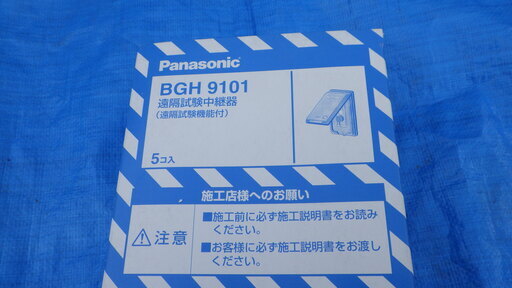 Panasonic
BGH 9101
遠隔試験中継器
(遠隔試験機能付)
5コ入
施工店様へのお願い
⚠注意
■施工前に必ず施工説明書をお読み
ください。
■お客様に必ず施工説明書をお渡し
ください。